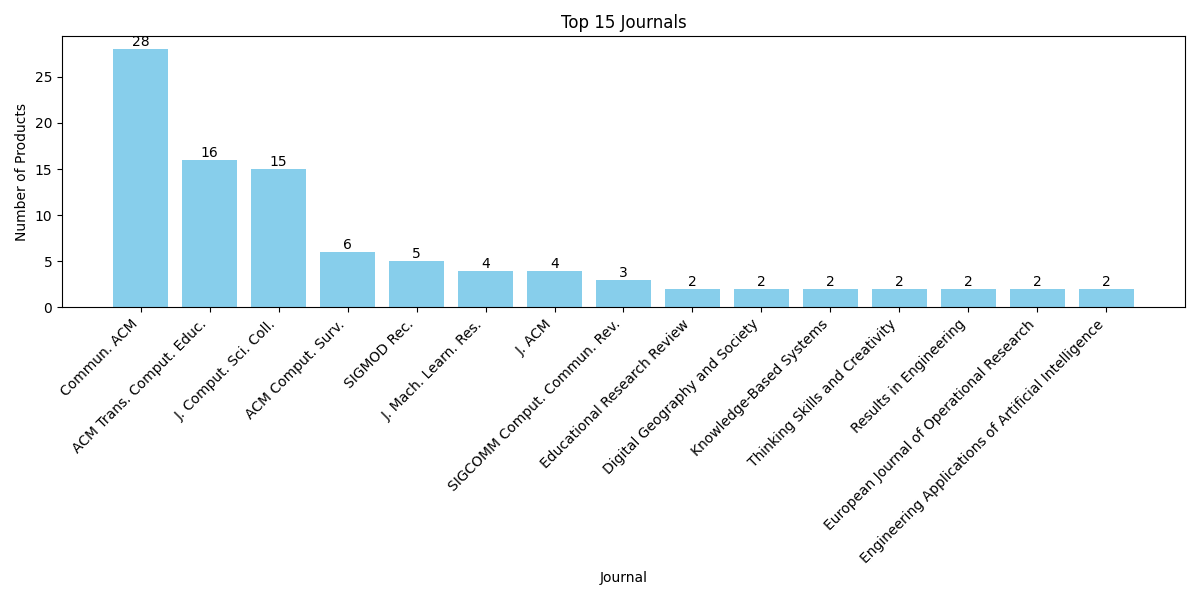 Top 15 Journals
Number of Products
25
20
15
10
5
0
28
16
15
6
5
4
4
3
2
2
2
2
2
2
2
Commun. ACM
ACM Trans. Comput. Educ.
J. Comput. Sci. Coll.
ACM Comput. Surv.
SIGMOD Rec.
J. Mach. Learn. Res.
J. ACM
SIGCOMM Comput. Commun. Rev.
Educational Research Review
Digital Geography and Society
Knowledge-Based Systems
Thinking Skills and Creativity
Results in Engineering
European Journal of Operational Research
Engineering Applications of Artificial Intelligence
Journal